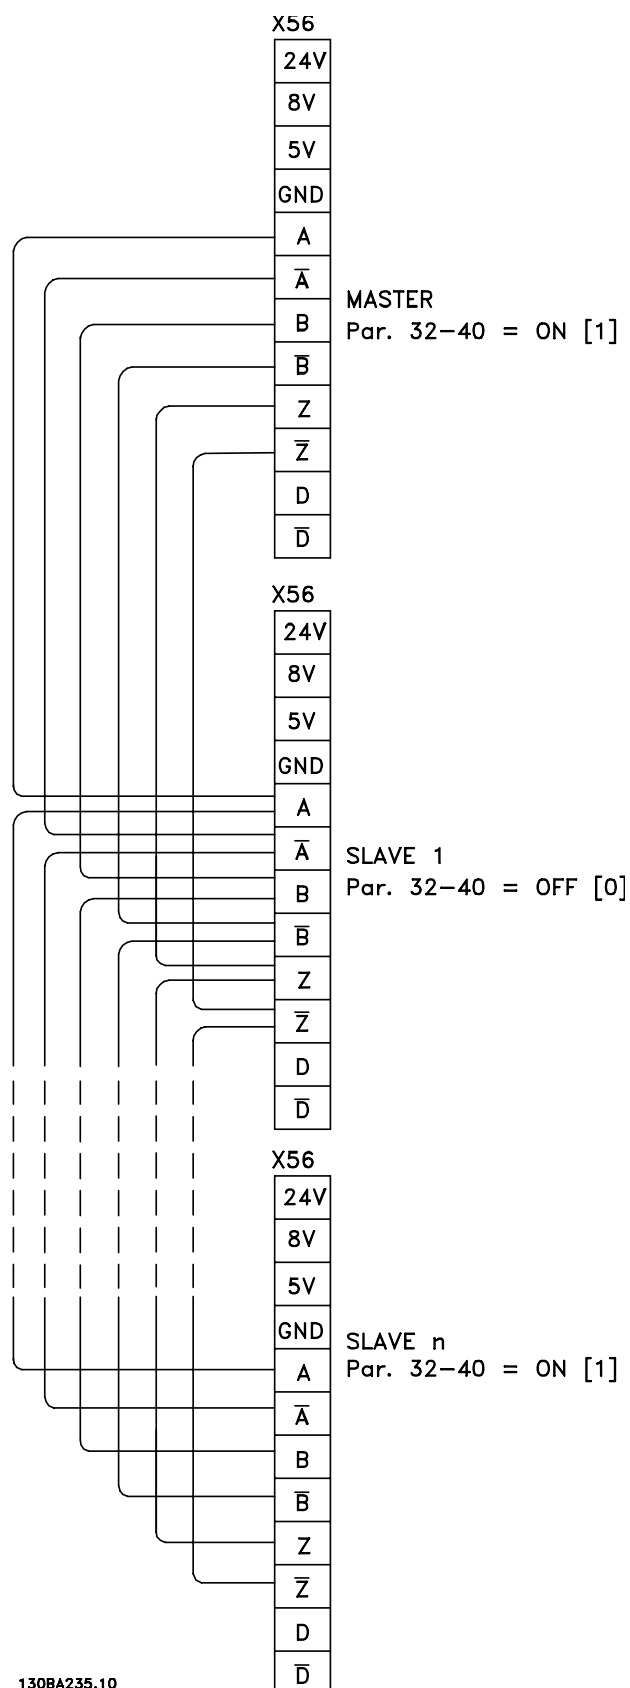 X56
24V
8V
5V
GND
A
A̅
B
B̅
Z
Z̅
D
D̅
MASTER
Par. 32-40 = ON [1]
X56
24V
8V
5V
GND
A
A̅
B
B̅
Z
Z̅
D
D̅
SLAVE 1
Par. 32-40 = OFF [0]
X56
24V
8V
5V
GND
A
A̅
B
B̅
Z
Z̅
D
D̅
SLAVE n
Par. 32-40 = ON [1]
130BA235.10